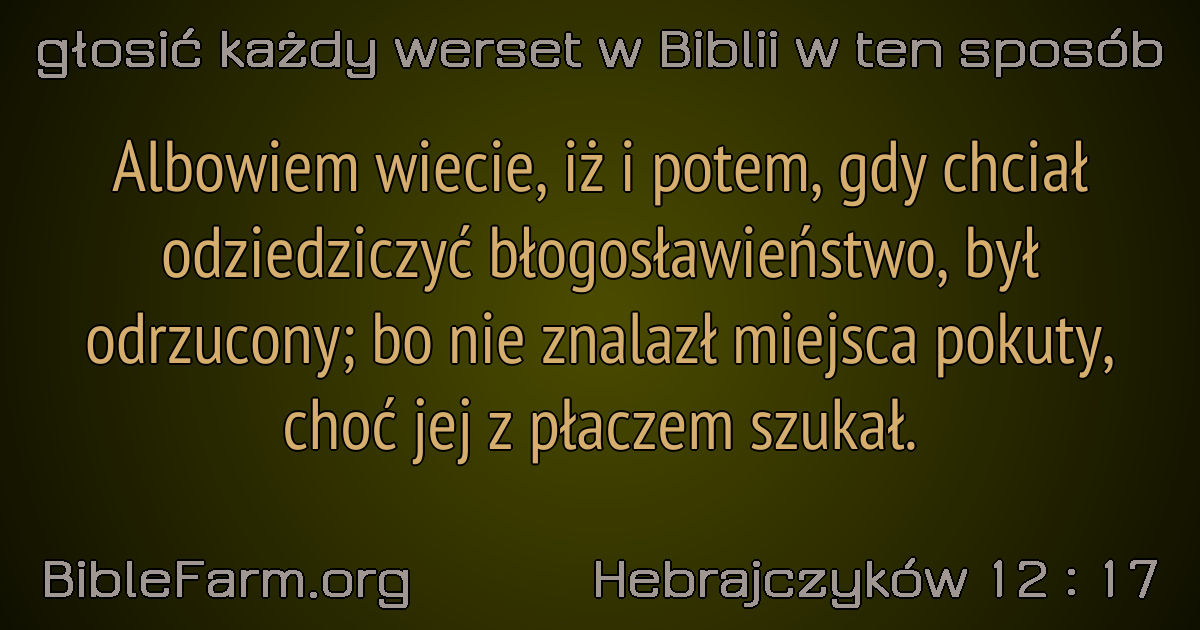 głosić każdy werset w Biblii w ten sposób
Albowiem wiecie, iż i potem, gdy chciał
odziedziczyć błogosławieństwo, był
odrzucony; bo nie znalazł miejsca pokuty,
choć jej z płaczem szukał.
BibleFarm.org
Hebrajczyków 12 : 17